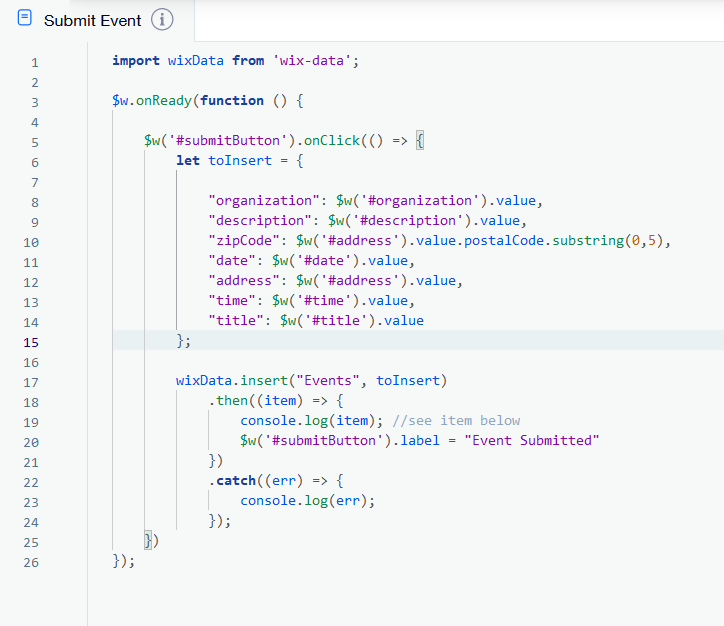 Submit Event i
1 import wixData from 'wix-data';
2
3 $w.onReady(function () {
4
5 $w('#submitButton').onClick(() => {
6 let toInsert = {
7
8 "organization": $w('#organization').value,
9 "description": $w('#description').value,
10 "zipCode": $w('#address').value.postalCode.substring(0,5),
11 "date": $w('#date').value,
12 "address": $w('#address').value,
13 "time": $w('#time').value,
14 "title": $w('#title').value
15 };
16
17 wixData.insert("Events", toInsert)
18 .then((item) => {
19 console.log(item); //see item below
20 $w('#submitButton').label = "Event Submitted"
21 })
22 .catch((err) => {
23 console.log(err);
24 });
25 })
26 });